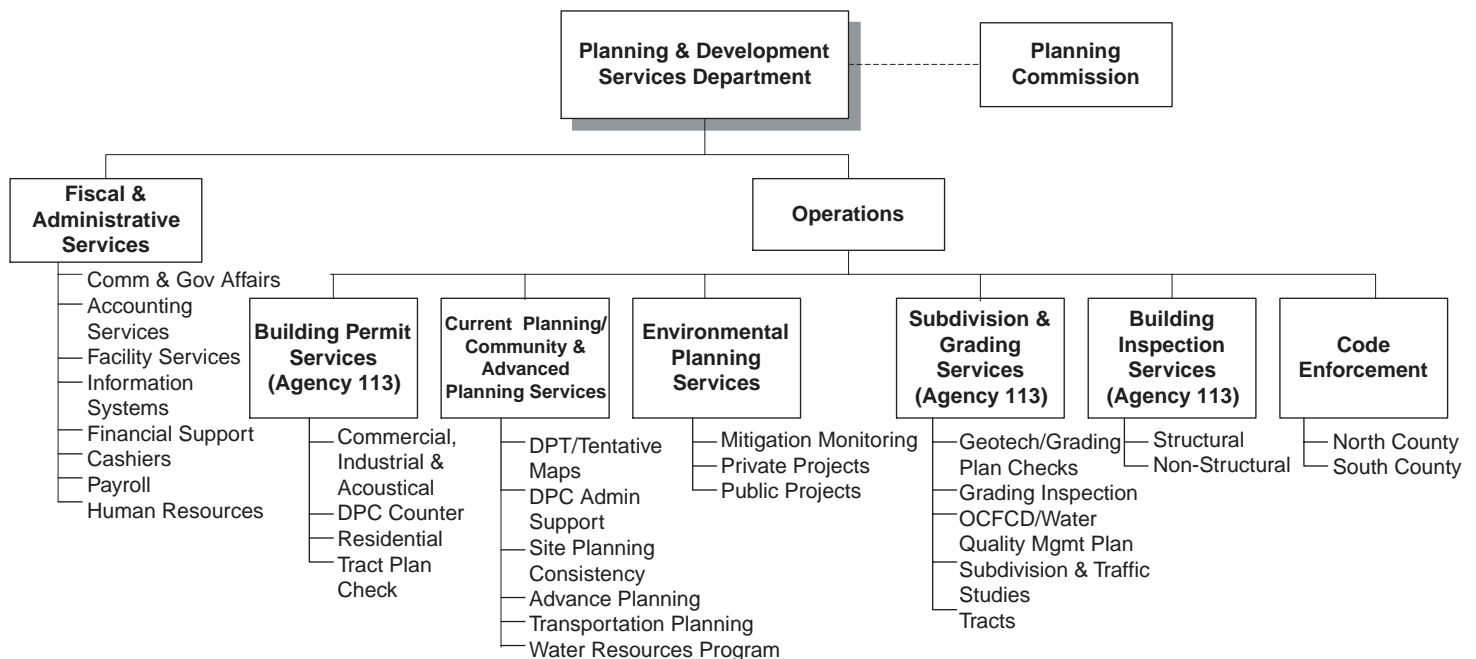 Planning & Development
Services Department
Planning
Commission
Fiscal &
Administrative
Services
Operations
Comm & Gov Affairs
Accounting
Services
Facility Services
Information
Systems
Financial Support
Cashiers
Payroll
Human Resources
Building Permit
Services
(Agency 113)
Commercial,
Industrial &
Acoustical
DPC Counter
Residential
Tract Plan
Check
Current Planning/
Community &
Advanced
Planning Services
DPT/Tentative
Maps
DPC Admin
Support
Site Planning
Consistency
Advance Planning
Transportation Planning
Water Resources Program
Environmental
Planning
Services
Mitigation Monitoring
Private Projects
Public Projects
Subdivision &
Grading
Services
(Agency 113)
Geotech/Grading
Plan Checks
Grading Inspection
OCFCD/Water
Quality Mgmt Plan
Subdivision & Traffic
Studies
Tracts
Building
Inspection
Services
(Agency 113)
Structural
Non-Structural
Code
Enforcement
North County
South County